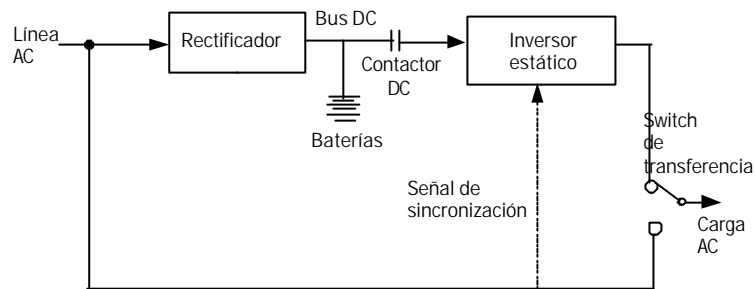 Línea
AC
Rectificador
Bus DC
Contactor
DC
Baterías
Inversor
estático
Switch
de
transferencia
Señal de
sincronización
Carga
AC